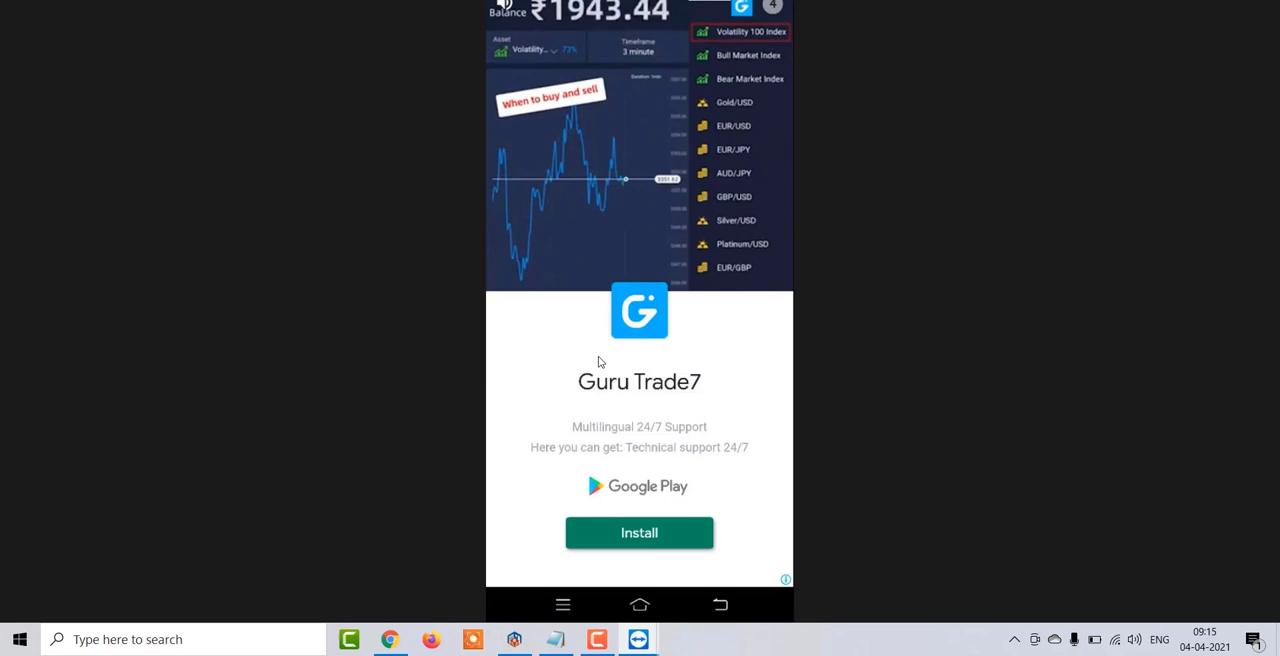 Balance ₹1943.44
4
Asset
Volatility... 73%
Timeframe
3 minute
Volatility 100 Index
Bull Market Index
Bear Market Index
Gold/USD
EUR/USD
EUR/JPY
AUD/JPY
GBP/USD
Silver/USD
Platinum/USD
EUR/GBP
When to buy and sell
Guru Trade7
Multilingual 24/7 Support
Here you can get: Technical support 24/7
Google Play
Install
Type here to search
ENG
09:15
04-04-2021
1